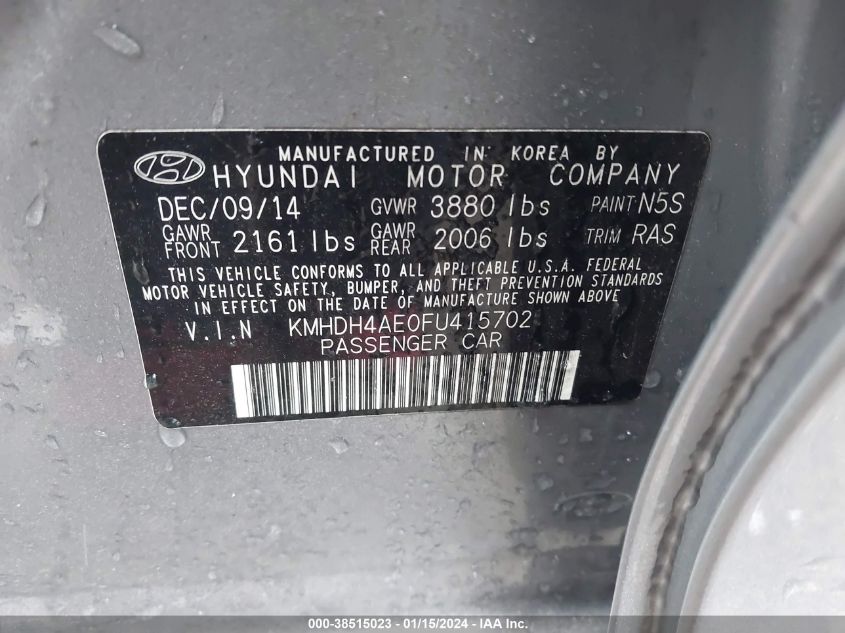 MANUFACTURED IN KOREA BY
HYUNDAI MOTOR COMPANY
DEC/09/14 GVWR 3880 lbs PAINT N5S
GAWR FRONT 2161 lbs GAWR REAR 2006 lbs TRIM RAS
THIS VEHICLE CONFORMS TO ALL APPLICABLE U.S.A. FEDERAL
MOTOR VEHICLE SAFETY, BUMPER, AND THEFT PREVENTION STANDARDS
IN EFFECT ON THE DATE OF MANUFACTURE SHOWN ABOVE
V.I.N KMHDH4AE0FU415702
PASSENGER CAR
000-38515023 - 01/15/2024 - IAA, Inc.